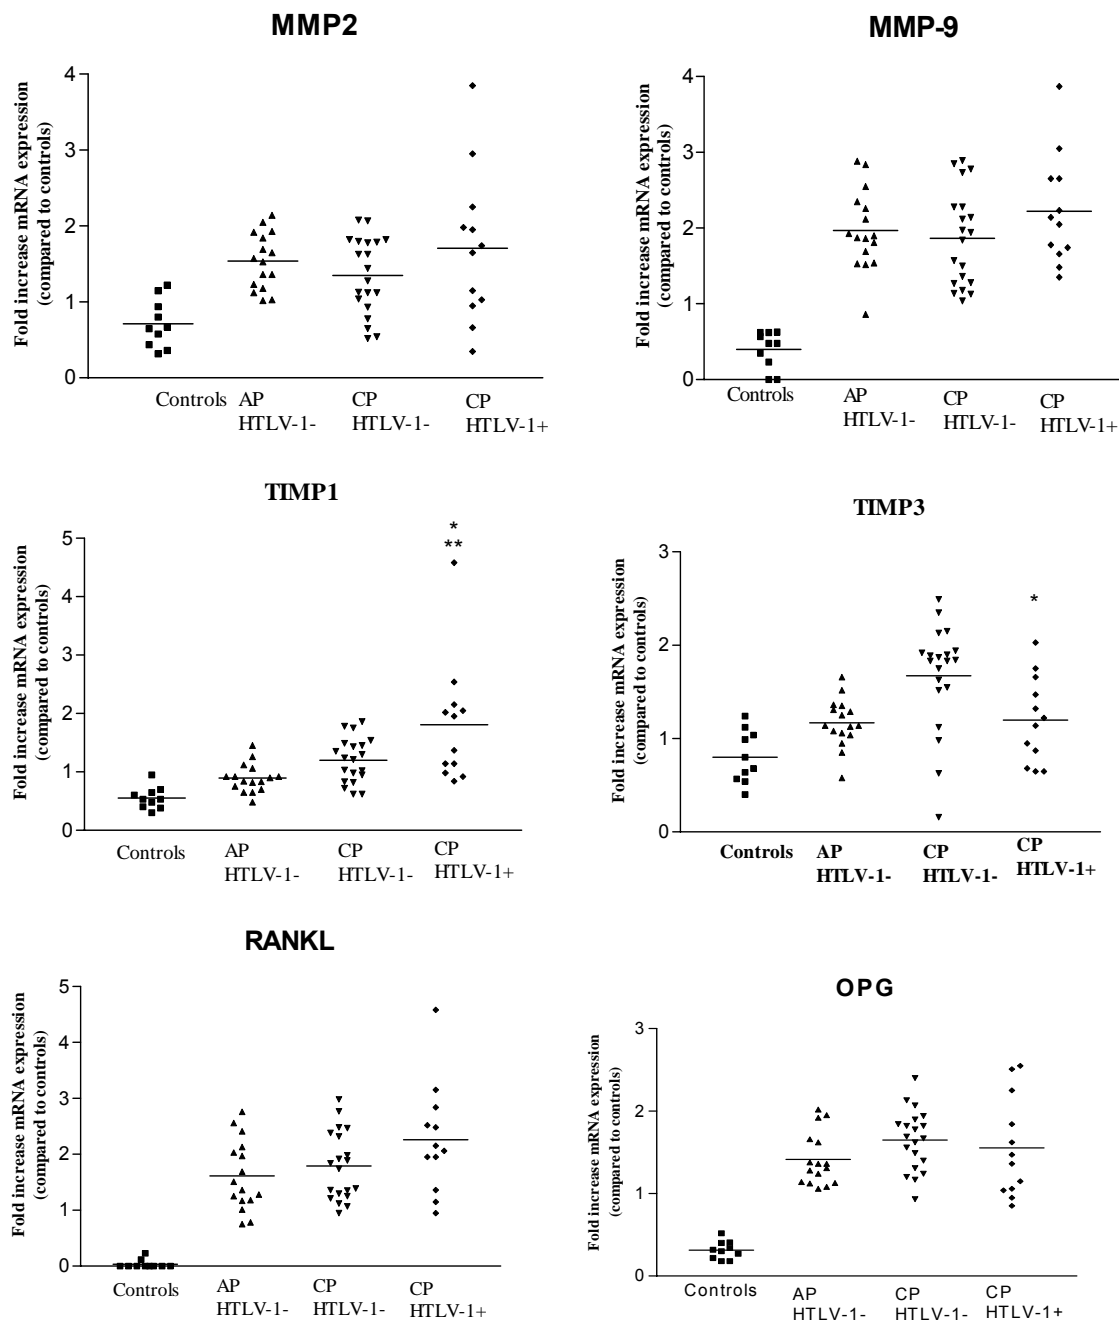 MMP2
Fold increase mRNA expression
(compared to controls)
4
3
2
1
0
Controls
AP
HTLV-1-
CP
HTLV-1-
CP
HTLV-1+
MMP-9
Fold increase mRNA expression
(compared to controls)
4
3
2
1
0
Controls
AP
HTLV-1-
CP
HTLV-1-
CP
HTLV-1+
TIMP1
Fold increase mRNA expression
(compared to controls)
5
4
3
2
1
0
*
**
Controls
AP
HTLV-1-
CP
HTLV-1-
CP
HTLV-1+
TIMP3
Fold increase mRNA expression
(compared to controls)
3
2
1
0
*
Controls
AP
HTLV-1-
CP
HTLV-1-
CP
HTLV-1+
RANKL
Fold increase mRNA expression
(compared to controls)
5
4
3
2
1
0
Controls
AP
HTLV-1-
CP
HTLV-1-
CP
HTLV-1+
OPG
Fold increase mRNA expression
(compared to controls)
3
2
1
0
Controls
AP
HTLV-1-
CP
HTLV-1-
CP
HTLV-1+